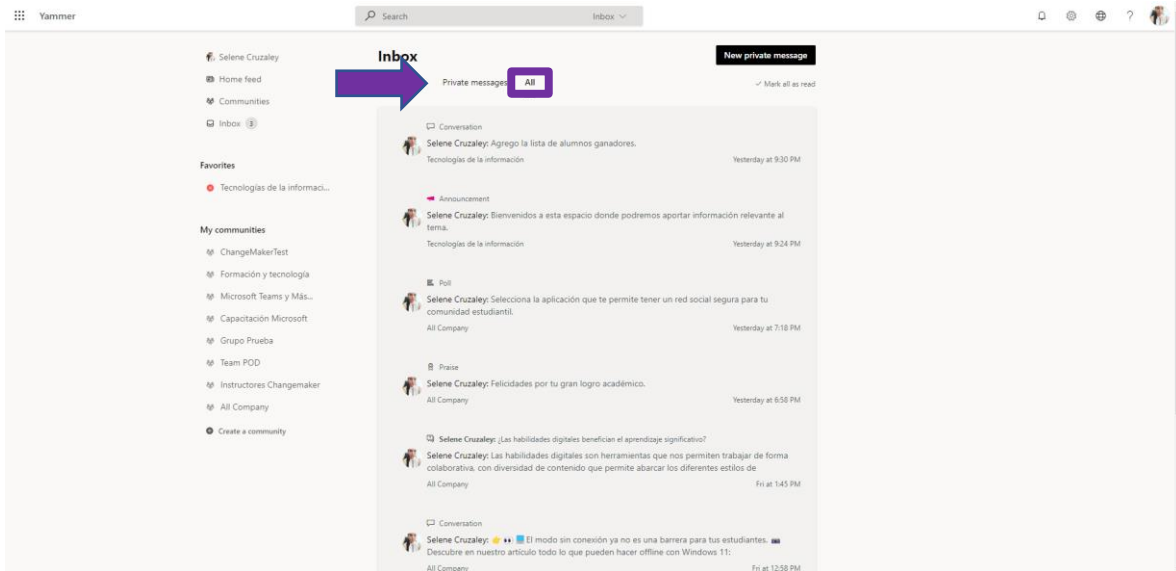 Yammer
Search
Inbox
?
Selene Cruzaley
Home feed
Communities
Inbox 3
Favorites
Tecnologías de la informaci...
My communities
ChangeMakerTest
Formación y tecnología
Microsoft Teams y Más...
Capacitación Microsoft
Grupo Prueba
Team POD
Instructores Changemaker
All Company
Create a community
Inbox
New private message
Private messages All
Mark all as read
Conversation
Selene Cruzaley: Agrego la lista de alumnos ganadores.
Tecnologías de la información Yesterday at 9:30 PM
Announcement
Selene Cruzaley: Bienvenidos a esta espacio donde podremos aportar información relevante al
tema.
Tecnologías de la información Yesterday at 9:24 PM
Poll
Selene Cruzaley: Selecciona la aplicación que te permite tener un red social segura para tu
comunidad estudiantil.
All Company Yesterday at 7:18 PM
Praise
Selene Cruzaley: Felicidades por tu gran logro académico.
All Company Yesterday at 6:58 PM
Selene Cruzaley: ¿Las habilidades digitales benefician el aprendizaje significativo?
Selene Cruzaley: Las habilidades digitales son herramientas que nos permiten trabajar de forma
colaborativa, con diversidad de contenido que permite abarcar los diferentes estilos de
All Company Fri at 1:45 PM
Conversation
Selene Cruzaley: 👉 👀 💻 El modo sin conexión ya no es una barrera para tus estudiantes.
Descubre en nuestro artículo todo lo que pueden hacer offline con Windows 11:
All Company Fri at 12:58 PM